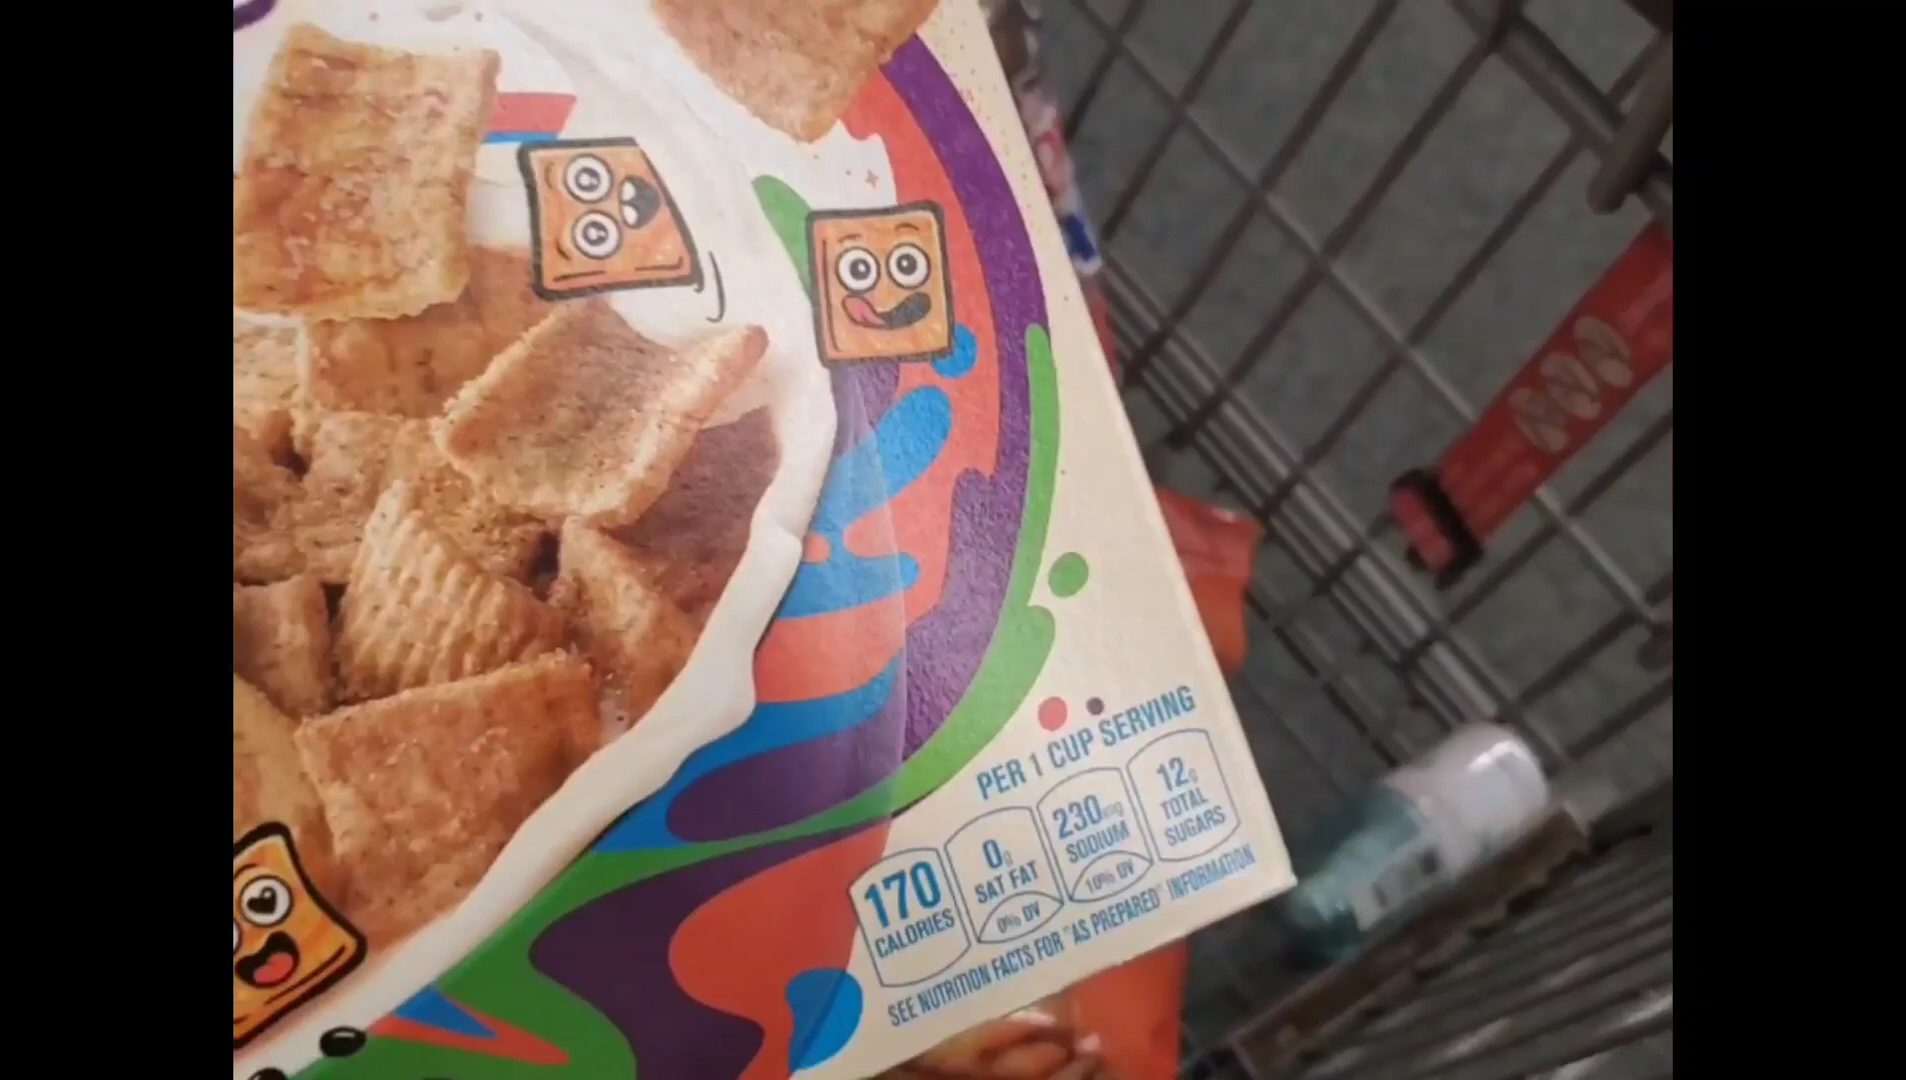 PER 1 CUP SERVING
170
CALORIES
0g
SAT FAT
0% DV
230mg
SODIUM
10% DV
12g
TOTAL
SUGARS
SEE NUTRITION FACTS FOR "AS PREPARED" INFORMATION